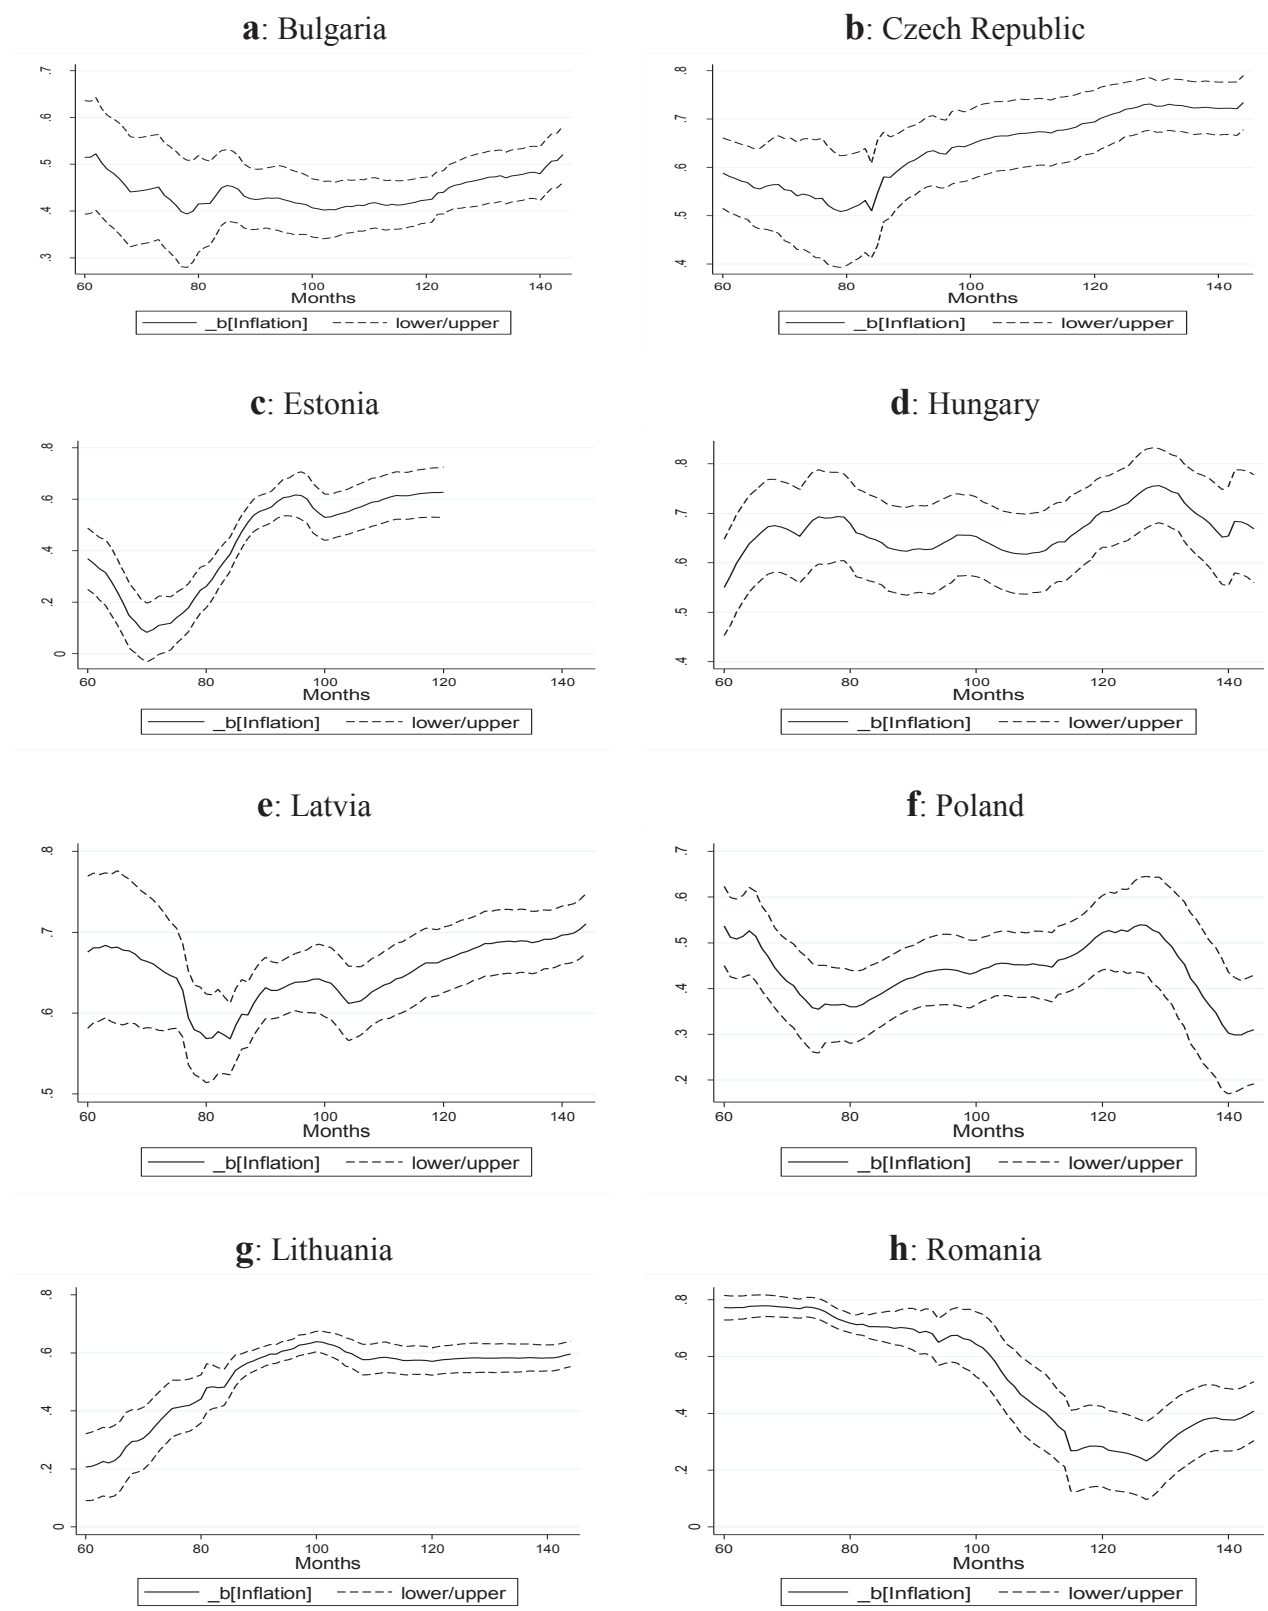 a: Bulgaria
.7
.6
.5
.4
.3
60 80 100 120 140
Months
_b[Inflation] lower/upper
b: Czech Republic
.8
.7
.6
.5
.4
60 80 100 120 140
Months
_b[Inflation] lower/upper
c: Estonia
.8
.6
.4
.2
0
60 80 100 120 140
Months
_b[Inflation] lower/upper
d: Hungary
.8
.7
.6
.5
.4
60 80 100 120 140
Months
_b[Inflation] lower/upper
e: Latvia
.8
.7
.6
.5
60 80 100 120 140
Months
_b[Inflation] lower/upper
f: Poland
.7
.6
.5
.4
.3
.2
60 80 100 120 140
Months
_b[Inflation] lower/upper
g: Lithuania
.8
.6
.4
.2
0
60 80 100 120 140
Months
_b[Inflation] lower/upper
h: Romania
.8
.6
.4
.2
0
60 80 100 120 140
Months
_b[Inflation] lower/upper